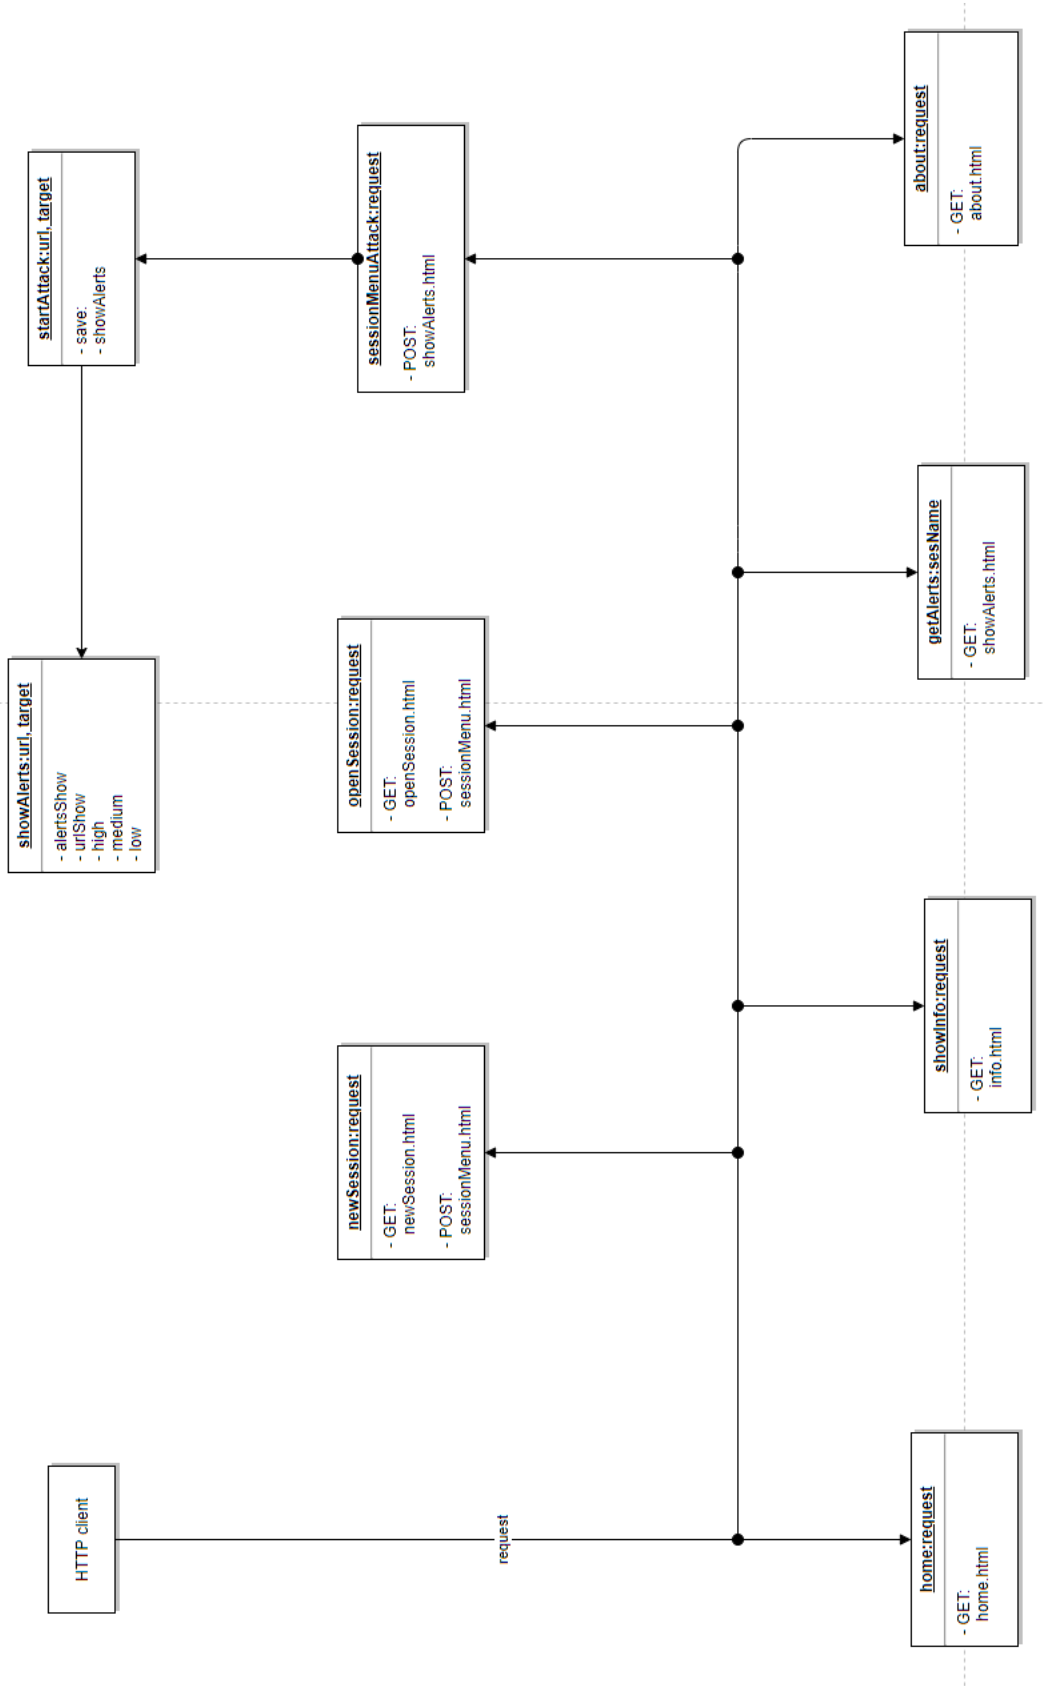 HTTP client
request
home:request
- GET:
home.html
newSession:request
- GET:
newSession.html
- POST:
sessionMenu.html
showInfo:request
- GET:
info.html
openSession:request
- GET:
openSession.html
- POST:
sessionMenu.html
getAlerts:sesName
- GET:
showAlerts.html
sessionMenuAttack:request
- POST:
showAlerts.html
about:request
- GET:
about.html
startAttack:url, target
- save:
- showAlerts
showAlerts:url, target
- alertsShow
- urlShow
- high
- medium
- low